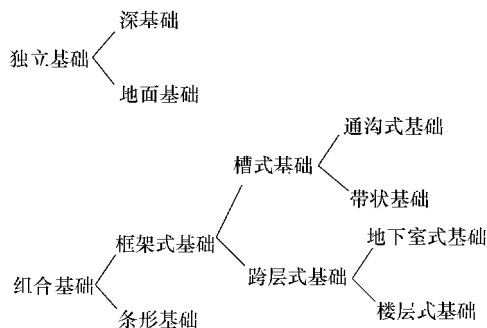 深基础
独立基础
地面基础
通沟式基础
槽式基础
带状基础
地下室式基础
框架式基础
跨层式基础
组合基础
楼层式基础
条形基础